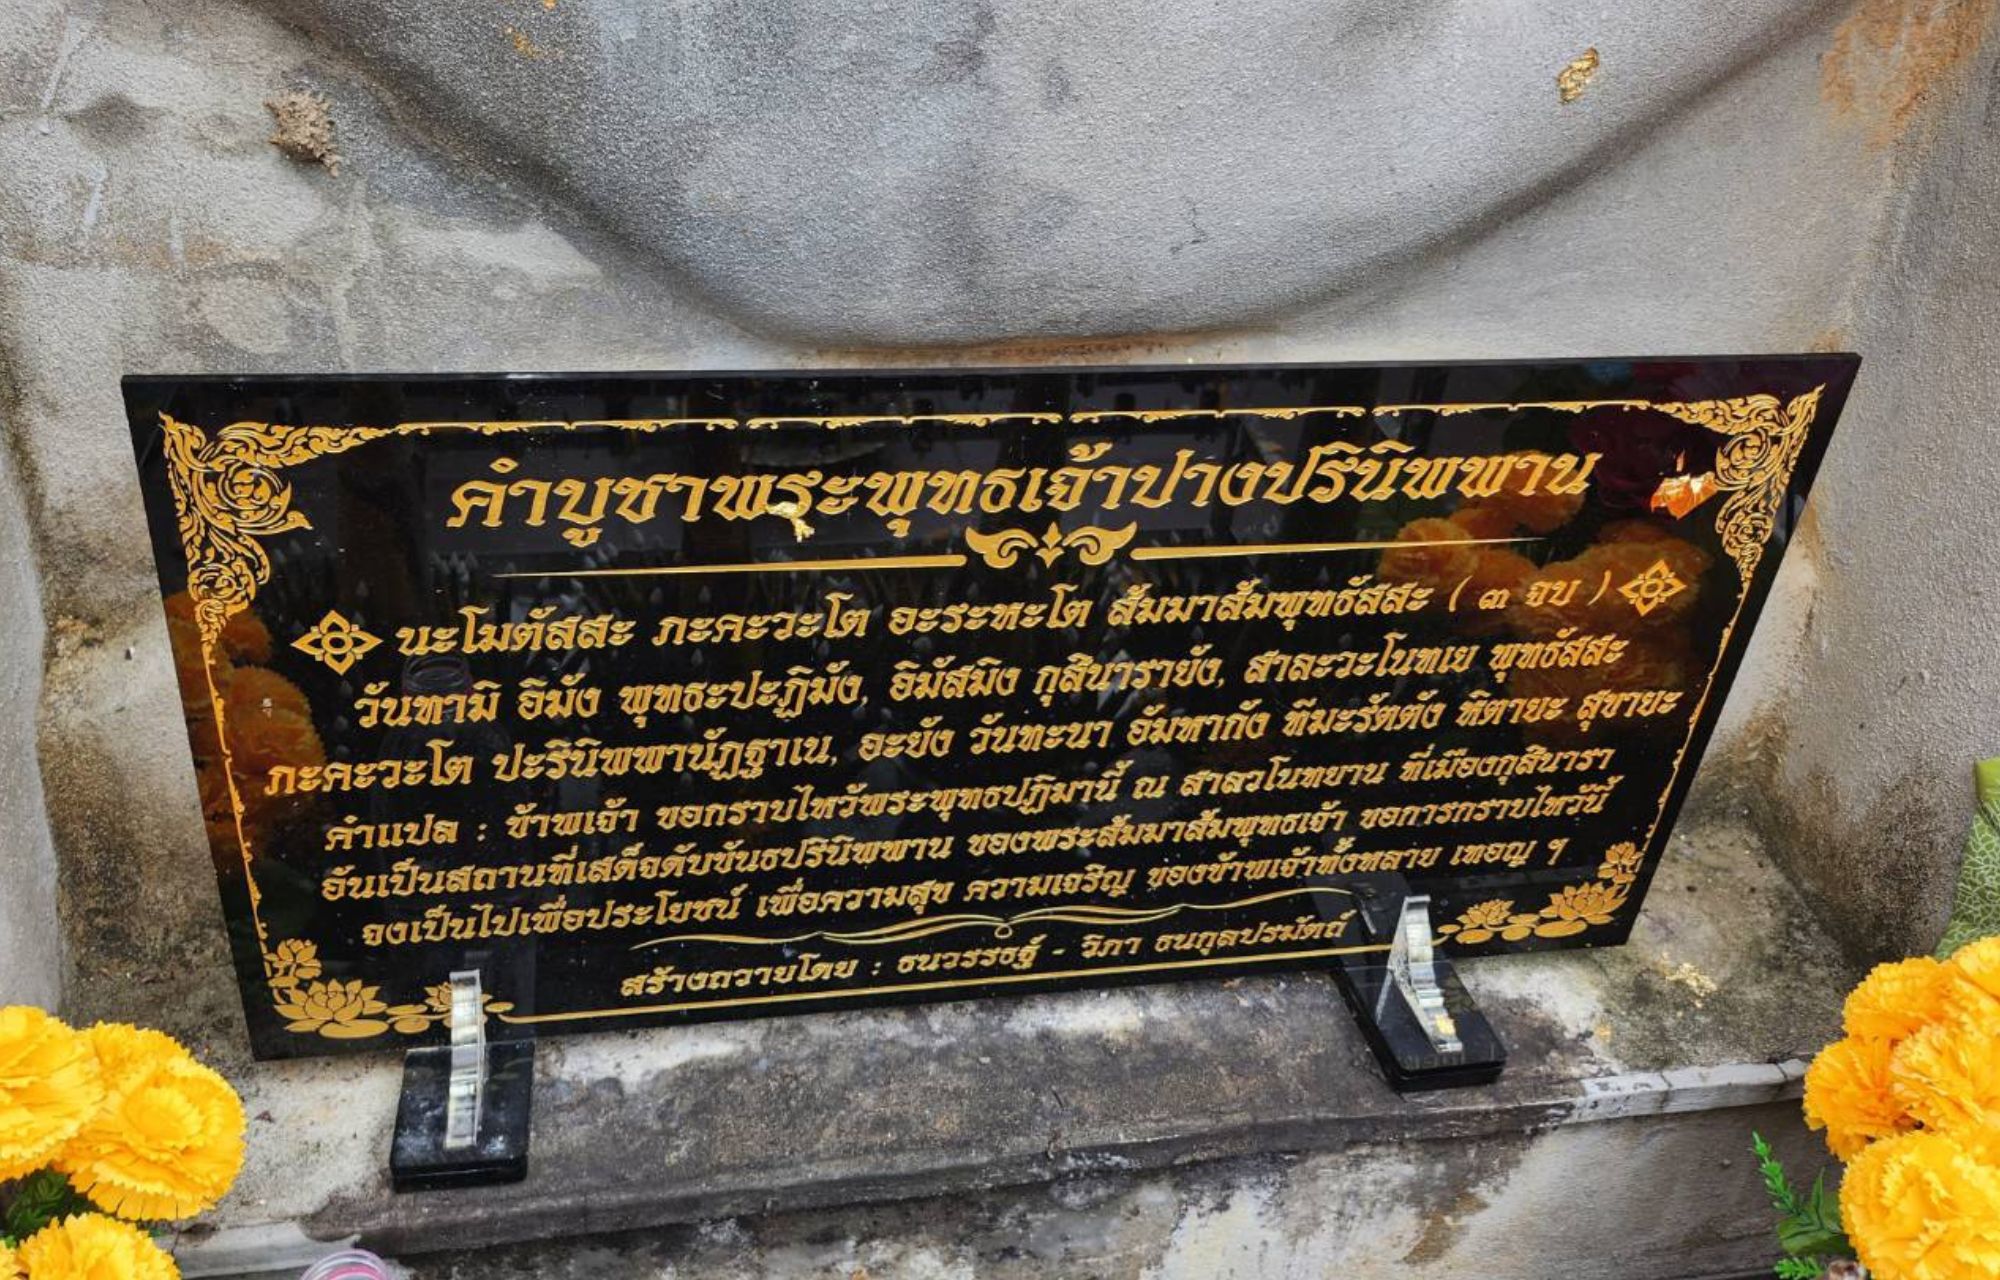 คำบูชาพระพุทธเจ้าปางปรินิพพาน
นะโมตัสสะ ภะคะวะโต อะระหะโต สัมมาสัมพุทธัสสะ ( ๓ จบ )
วันทามิ อิมัง พุทธะปะฏิมัง, อิมัสมิง กุสินารายัง, สาละวะโนทเย พุทธัสสะ
ภะคะวะโต ปะรินิพพานัฏฐาเน, อะยัง วันทะนา อัมหากัง ทีฆะรัตตัง หิตายะ สุขายะ
คำแปล : ข้าพเจ้า ขอกราบไหว้พระพุทธปฏิมานี้ ณ สาลวโนทยาน ที่เมืองกุสินารา
อันเป็นสถานที่เสด็จดับขันธปรินิพพาน ของพระสัมมาสัมพุทธเจ้า ขอการกราบไหว้นี้
จงเป็นไปเพื่อประโยชน์ เพื่อความสุข ความเจริญ ของข้าพเจ้าทั้งหลาย เทอญ ฯ
สร้างถวายโดย : ธนวรรธฐ์ - วิภา ธนกุลปรมัตถ์